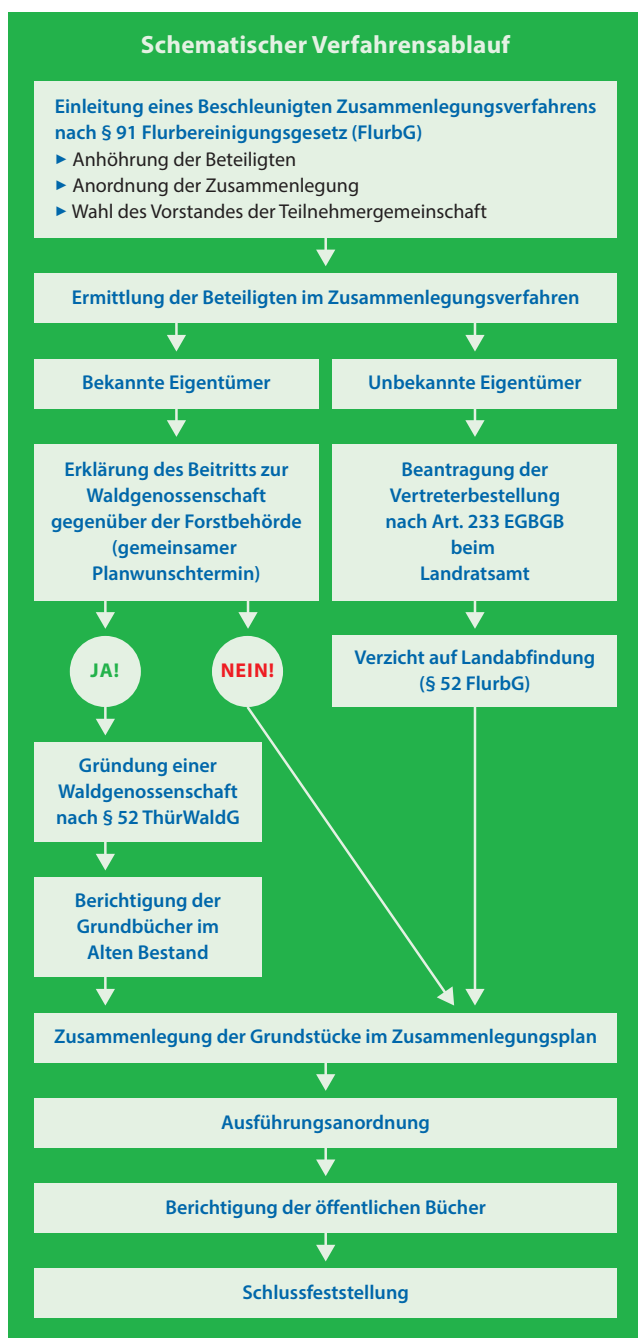 Schematischer Verfahrensablauf
Einleitung eines Beschleunigten Zusammenlegungsverfahrens
nach § 91 Flurbereinigungsgesetz (FlurbG)
► Anhöhrung der Beteiligten
► Anordnung der Zusammenlegung
► Wahl des Vorstandes der Teilnehmergemeinschaft
Ermittlung der Beteiligten im Zusammenlegungsverfahren
Bekannte Eigentümer
Unbekannte Eigentümer
Erklärung des Beitritts zur
Waldgenossenschaft
gegenüber der Forstbehörde
(gemeinsamer
Planwunschtermin)
Beantragung der
Vertreterbestellung
nach Art. 233 EGBGB
beim
Landratsamt
JA!
NEIN!
Verzicht auf Landabfindung
(§ 52 FlurbG)
Gründung einer
Waldgenossenschaft
nach § 52 ThürWaldG
Berichtigung der
Grundbücher im
Alten Bestand
Zusammenlegung der Grundstücke im Zusammenlegungsplan
Ausführungsanordnung
Berichtigung der öffentlichen Bücher
Schlussfeststellung